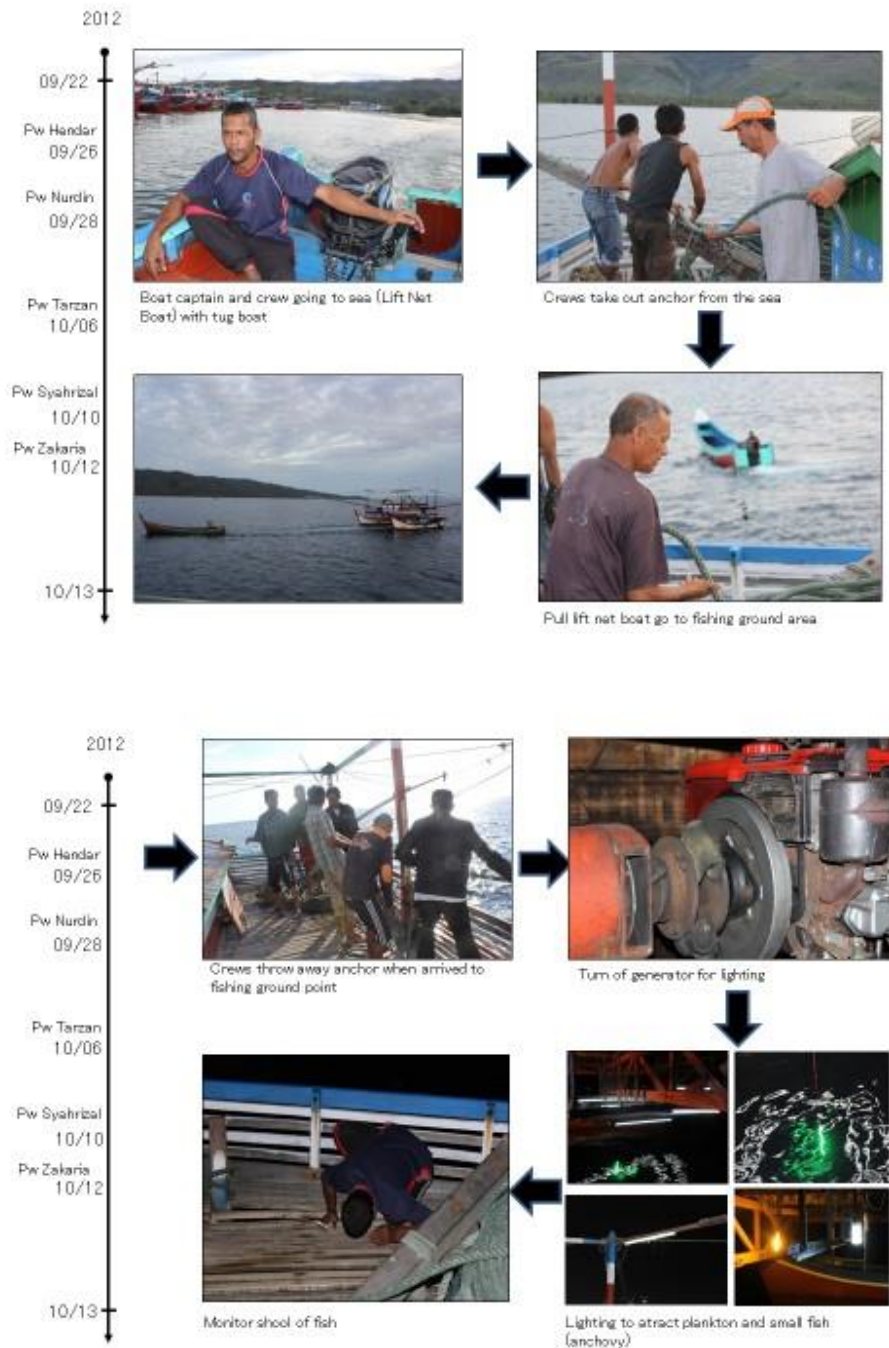 2012
09/22
Pw Hendar
09/26
Pw Nurdin
09/28
Pw Tarzan
10/06
Pw Syahrizal
10/10
Pw Zakaria
10/12
10/13
Boat captain and crew going to sea (Lift Net
Boat) with tug boat
Crews take out anchor from the sea
Pull lift net boat go to fishing ground area
2012
09/22
Pw Hendar
09/26
Pw Nurdin
09/28
Pw Tarzan
10/06
Pw Syahrizal
10/10
Pw Zakaria
10/12
10/13
Crews throw away anchor when arrived to
fishing ground point
Turn of generator for lighting
Monitor shool of fish
Lighting to atract plankton and small fish
(anchovy)